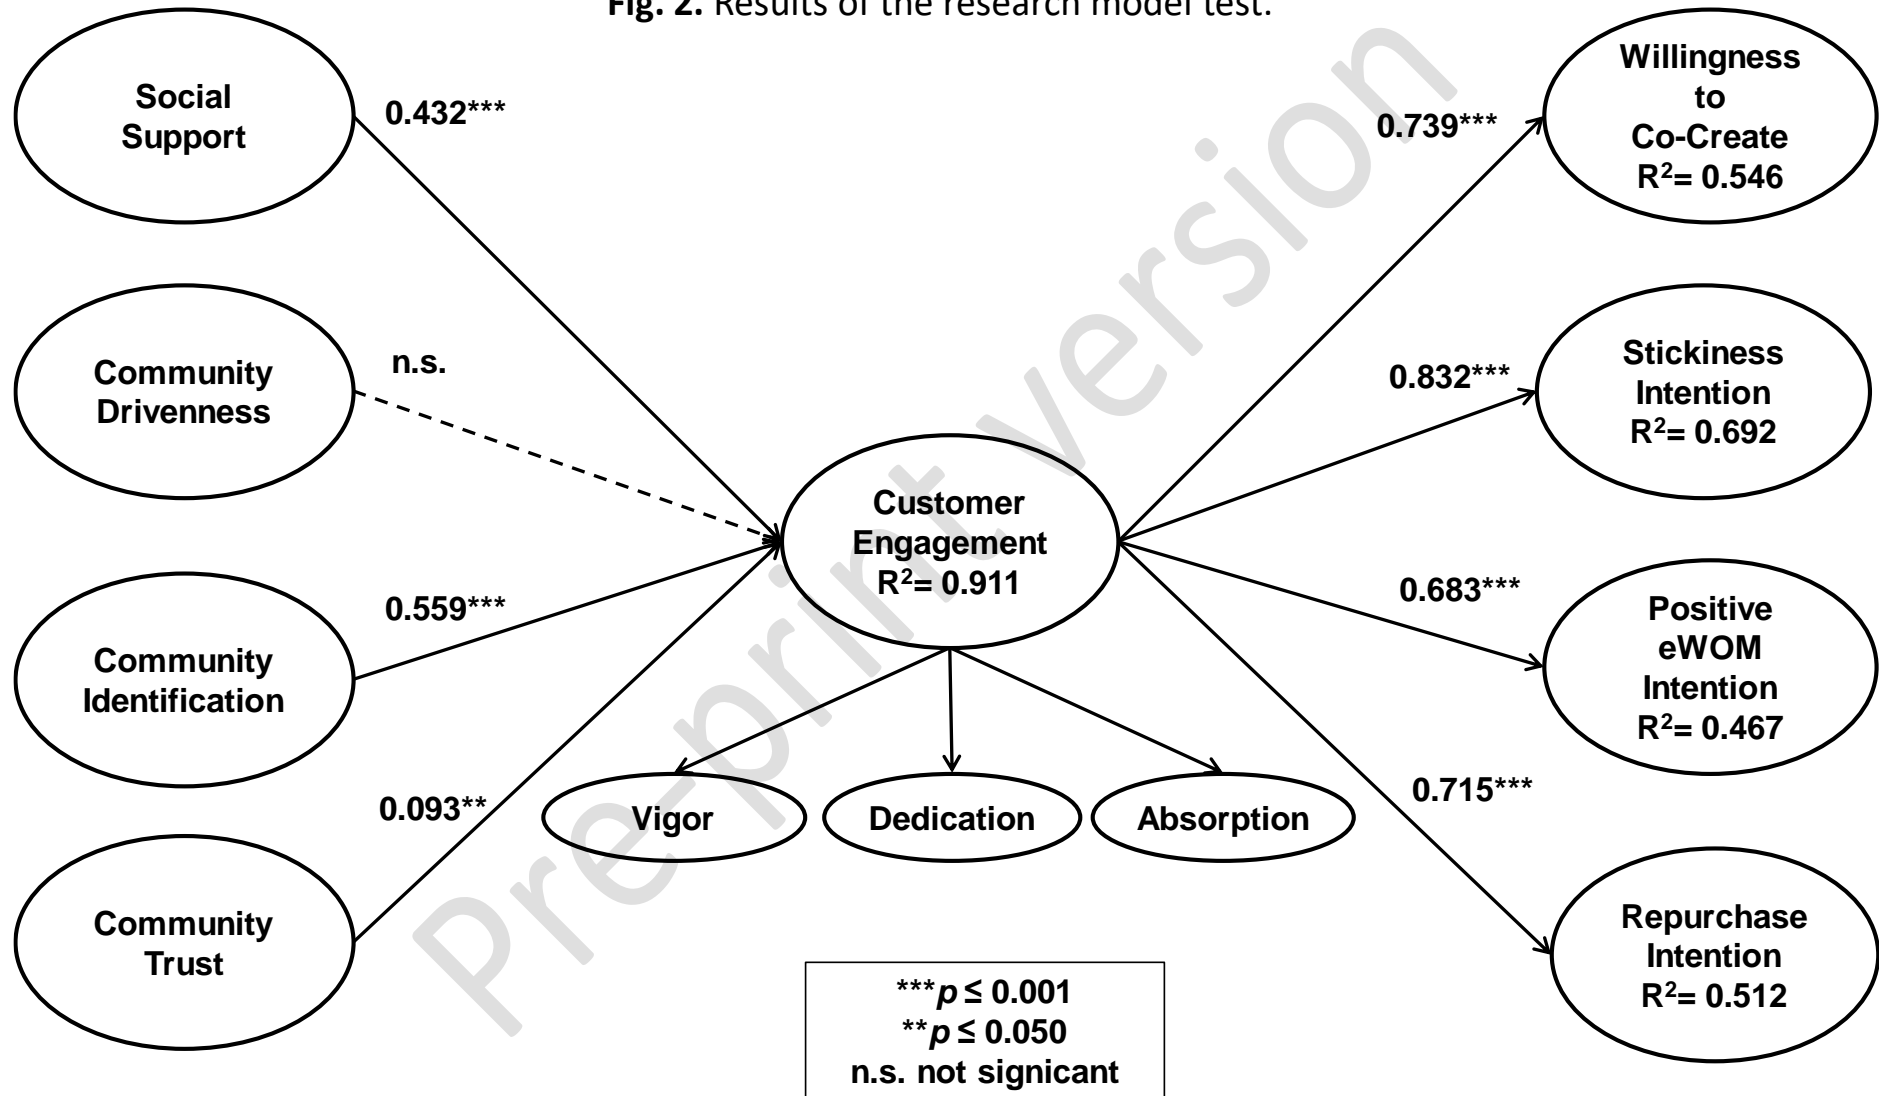 Fig. 2. Results of the research model test.
Social
Support
0.432***
Community
Drivenness
n.s.
Community
Identification
0.559***
Community
Trust
0.093**
Customer
Engagement
R²= 0.911
Vigor
Dedication
Absorption
0.739***
Willingness
to
Co-Create
R²= 0.546
0.832***
Stickiness
Intention
R²= 0.692
0.683***
Positive
eWOM
Intention
R²= 0.467
0.715***
Repurchase
Intention
R²= 0.512
***p ≤ 0.001
**p ≤ 0.050
n.s. not signicant
Pre-print version